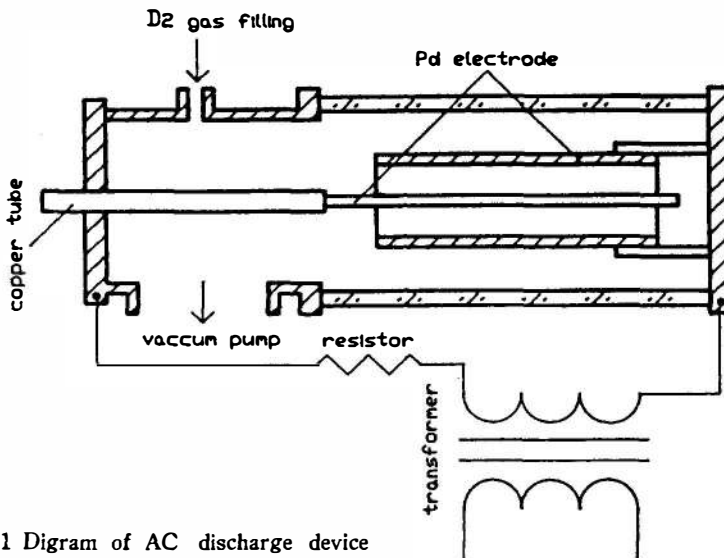 D2 gas filling
Pd electrode
copper tube
vaccum pump
resistor
transformer
1 Digram of AC discharge device